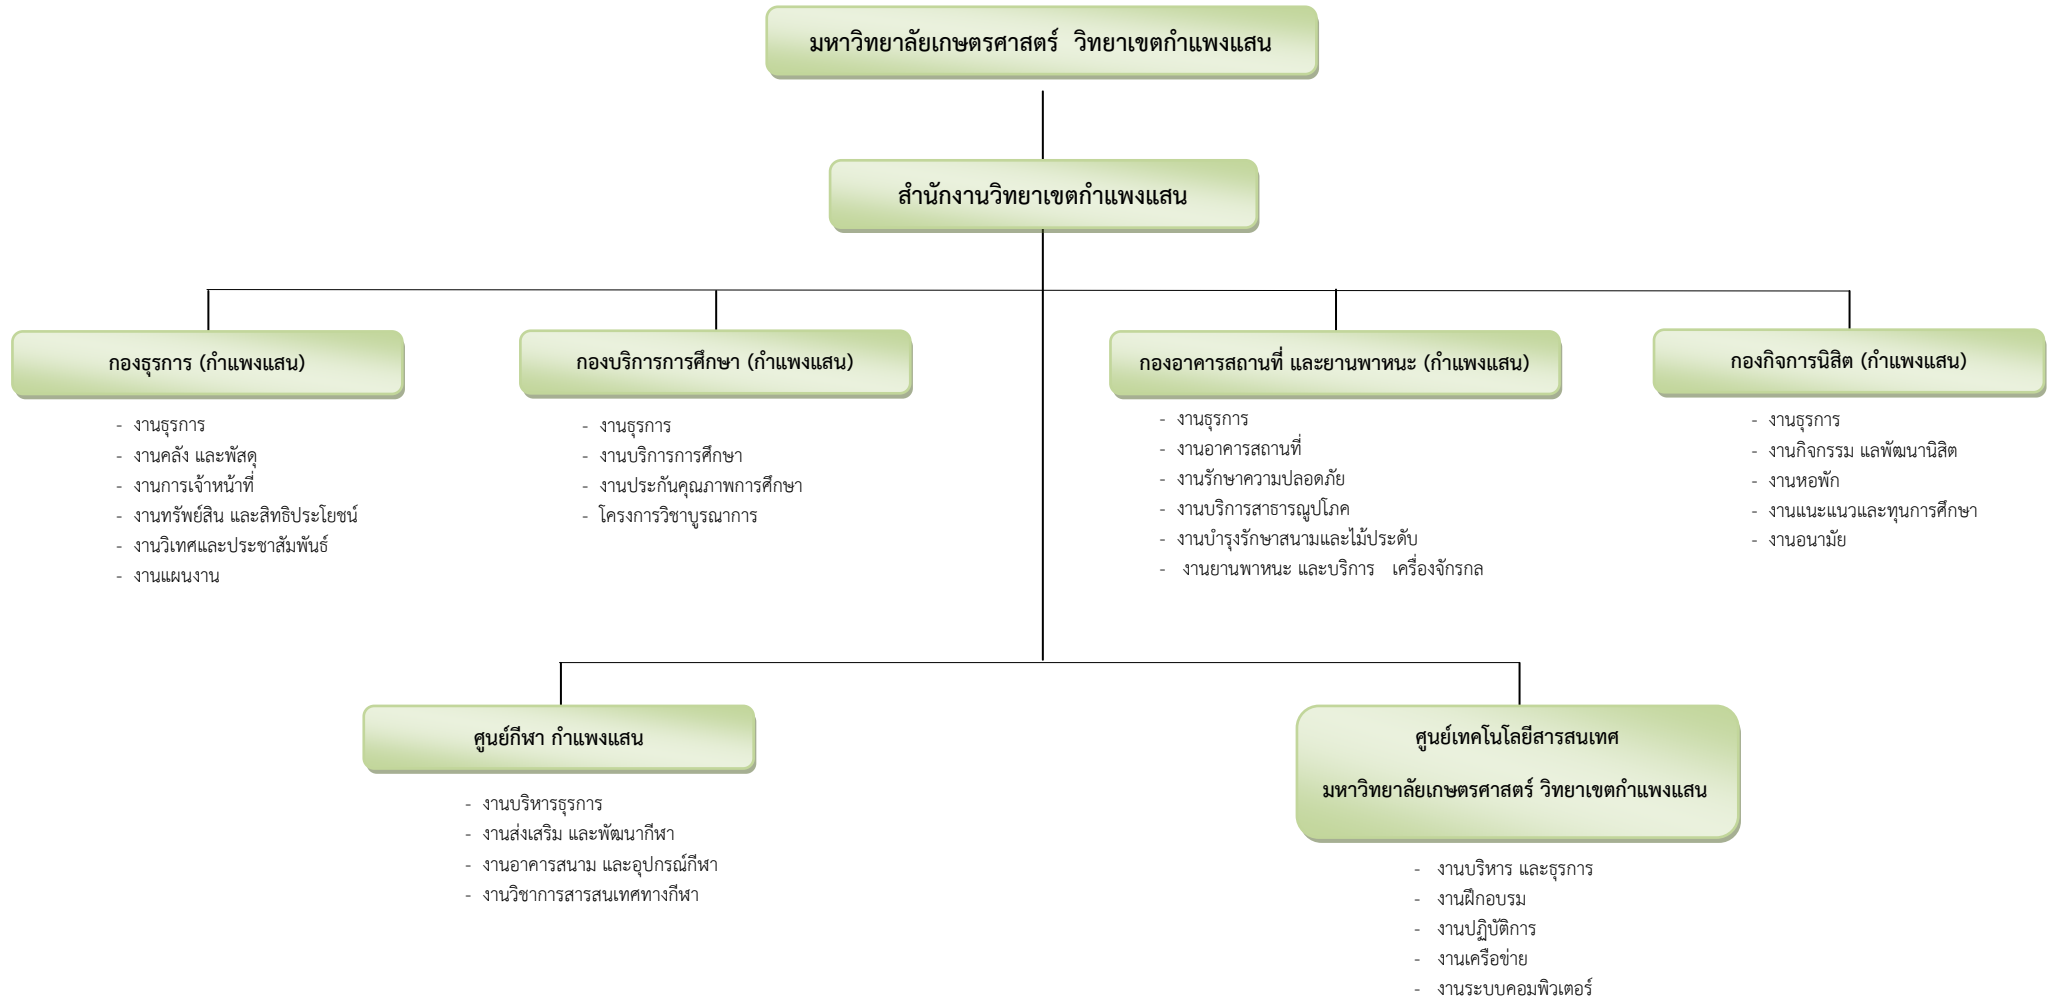 มหาวิทยาลัยเกษตรศาสตร์ วิทยาเขตกำแพงแสน
สำนักงานวิทยาเขตกำแพงแสน
กองธุรการ (กำแพงแสน)
- งานธุรการ
- งานคลัง และพัสดุ
- งานการเจ้าหน้าที่
- งานทรัพย์สิน และสิทธิประโยชน์
- งานวิเทศและประชาสัมพันธ์
- งานแผนงาน
กองบริการการศึกษา (กำแพงแสน)
- งานธุรการ
- งานบริการการศึกษา
- งานประกันคุณภาพการศึกษา
- โครงการวิชาบูรณาการ
กองอาคารสถานที่ และยานพาหนะ (กำแพงแสน)
- งานธุรการ
- งานอาคารสถานที่
- งานรักษาความปลอดภัย
- งานบริการสาธารณูปโภค
- งานบำรุงรักษาสนามและไม้ประดับ
- งานยานพาหนะ และบริการ เครื่องจักรกล
กองกิจการนิสิต (กำแพงแสน)
- งานธุรการ
- งานกิจกรรม แลพัฒนานิสิต
- งานหอพัก
- งานแนะแนวและทุนการศึกษา
- งานอนามัย
ศูนย์กีฬา กำแพงแสน
- งานบริหารธุรการ
- งานส่งเสริม และพัฒนากีฬา
- งานอาคารสนาม และอุปกรณ์กีฬา
- งานวิชาการสารสนเทศทางกีฬา
ศูนย์เทคโนโลยีสารสนเทศ
มหาวิทยาลัยเกษตรศาสตร์ วิทยาเขตกำแพงแสน
- งานบริหาร และธุรการ
- งานฝึกอบรม
- งานปฏิบัติการ
- งานเครือข่าย
- งานระบบคอมพิวเตอร์